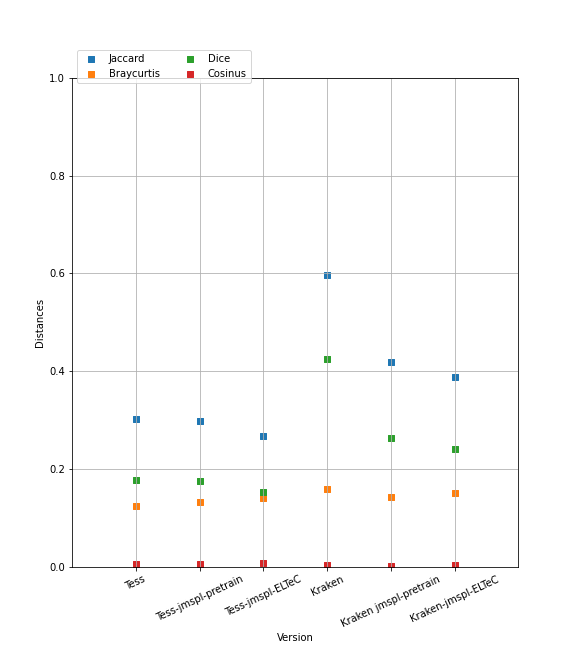 Jaccard
Braycurtis
Dice
Cosinus
1.0
0.8
0.6
0.4
0.2
0.0
Distances
Tess
Tess-jmspl-pretrain
Tess-jmspl-ELTeC
Kraken
Kraken jmspl-pretrain
Kraken-jmspl-ELTeC
Version